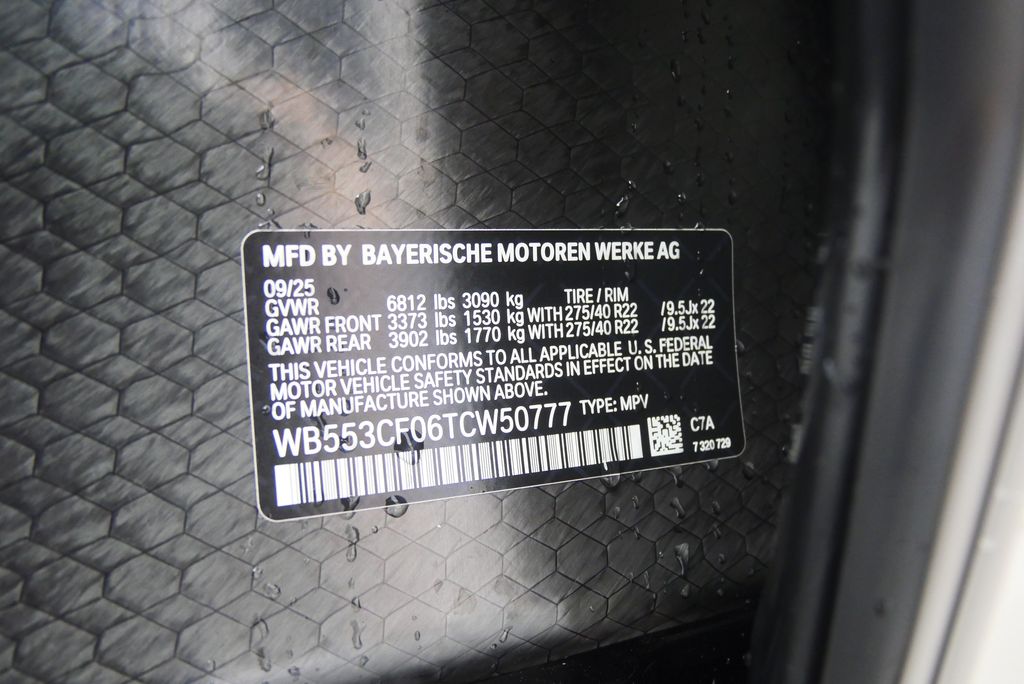 MFD BY BAYERISCHE MOTOREN WERKE AG
09/25
TIRE / RIM
GVWR 6812 lbs 3090 kg
GAWR FRONT 3373 lbs 1530 kg WITH 275/40 R22 /9.5Jx 22
GAWR REAR 3902 lbs 1770 kg WITH 275/40 R22 /9.5Jx 22
THIS VEHICLE CONFORMS TO ALL APPLICABLE U. S. FEDERAL
MOTOR VEHICLE SAFETY STANDARDS IN EFFECT ON THE DATE
OF MANUFACTURE SHOWN ABOVE.
WB553CF06TCW50777 TYPE: MPV
C7A
7 320 729